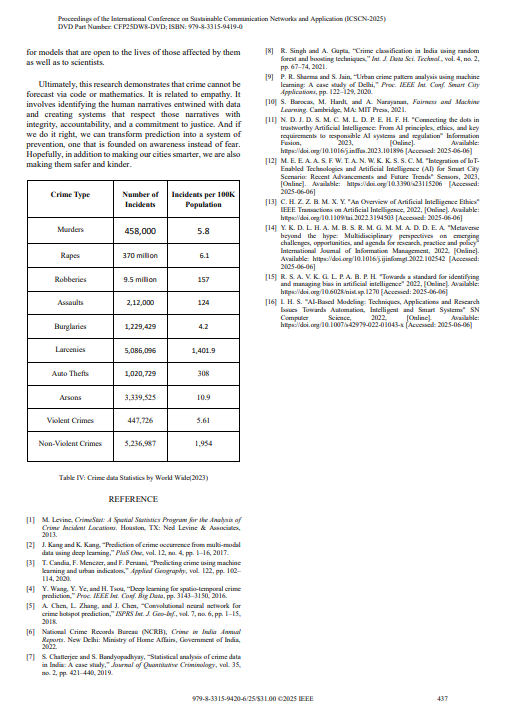 Proceedings of the International Conference on Sustainable Communication Networks and Application (ICSCN-2025)
DVD Part Number: CFP25DW8-DVD; ISBN: 979-8-3315-9419-0
for models that are open to the lives of those affected by them
as well as to scientists.
Ultimately, this research demonstrates that crime cannot be
forecast via code or mathematics. It is related to empathy. It
involves identifying the human narratives entwined with data
and creating systems that respect those narratives with
integrity, accountability, and a commitment to justice. And if
we do it right, we can transform prediction into a system of
prevention, one that is founded on awareness instead of fear.
Hopefully, in addition to making our cities smarter, we are also
making them safer and kinder.
Crime Type Number of Incidents Incidents per 100K Population
Murders 458,000 5.8
Rapes 370 million 6.1
Robberies 9.5 million 157
Assaults 2,12,000 124
Burglaries 1,229,429 4.2
Larcenies 5,086,096 1,401.9
Auto Thefts 1,020,729 308
Arsons 3,339,525 10.9
Violent Crimes 447,726 5.61
Non-Violent Crimes 5,236,987 1,954
Table IV: Crime data Statistics by World Wide(2023)
REFERENCE
[1] M. Levine, CrimeStat: A Spatial Statistics Program for the Analysis of
Crime Incident Locations. Houston, TX: Ned Levine & Associates,
2013.
[2] J. Kang and K. Kang, “Prediction of crime occurrence from multi-modal
data using deep learning,” PloS One, vol. 12, no. 4, pp. 1–16, 2017.
[3] T. Candia, F. Menczer, and F. Peruani, “Predicting crime using machine
learning and urban indicators,” Applied Geography, vol. 122, pp. 102–
114, 2020.
[4] Y. Wang, Y. Ye, and H. Tsou, “Deep learning for spatio-temporal crime
prediction,” Proc. IEEE Int. Conf. Big Data, pp. 3143–3150, 2016.
[5] A. Chen, L. Zhang, and J. Chen, “Convolutional neural network for
crime hotspot prediction,” ISPRS Int. J. Geo-Inf., vol. 7, no. 6, pp. 1–15,
2018.
[6] National Crime Records Bureau (NCRB), Crime in India Annual
Reports. New Delhi: Ministry of Home Affairs, Government of India,
2022.
[7] S. Chatterjee and S. Bandyopadhyay, “Statistical analysis of crime data
in India: A case study,” Journal of Quantitative Criminology, vol. 35,
no. 2, pp. 421–440, 2019.
[8] R. Singh and A. Gupta, “Crime classification in India using random
forest and boosting techniques,” Int. J. Data Sci. Technol., vol. 4, no. 2,
pp. 67–74, 2021.
[9] P. R. Sharma and S. Jain, “Urban crime pattern analysis using machine
learning: A case study of Delhi,” Proc. IEEE Int. Conf. Smart City
Applications, pp. 122–129, 2020.
[10] S. Barocas, M. Hardt, and A. Narayanan, Fairness and Machine
Learning. Cambridge, MA: MIT Press, 2021.
[11] N. D. J. D. S. M. C. M. L. D. P. E. H. F. H. "Connecting the dots in
trustworthy Artificial Intelligence: From AI principles, ethics, and key
requirements to responsible AI systems and regulation" Information
Fusion, 2023, [Online]. Available:
https://doi.org/10.1016/j.inffus.2023.101896 [Accessed: 2025-06-06]
[12] M. E. E. A. A. S. F. W. T. A. N. W. K. K. S. S. C. M. "Integration of IoT-
Enabled Technologies and Artificial Intelligence (AI) for Smart City
Scenario: Recent Advancements and Future Trends" Sensors, 2023,
[Online]. Available: https://doi.org/10.3390/s23115206 [Accessed:
2025-06-06]
[13] C. H. Z. Z. B. M. X. Y. "An Overview of Artificial Intelligence Ethics"
IEEE Transactions on Artificial Intelligence, 2022, [Online]. Available:
https://doi.org/10.1109/tai.2022.3194503 [Accessed: 2025-06-06]
[14] Y. K. D. L. H. A. M. B. S. R. M. G. M. M. A. D. D. E. A. "Metaverse
beyond the hype: Multidisciplinary perspectives on emerging
challenges, opportunities, and agenda for research, practice and policy"
International Journal of Information Management, 2022, [Online].
Available: https://doi.org/10.1016/j.ijinfomgt.2022.102542 [Accessed:
2025-06-06]
[15] R. S. A. V. K. G. L. P. A. B. P. H. "Towards a standard for identifying
and managing bias in artificial intelligence" 2022, [Online]. Available:
https://doi.org/10.6028/nist.sp.1270 [Accessed: 2025-06-06]
[16] I. H. S. "AI-Based Modeling: Techniques, Applications and Research
Issues Towards Automation, Intelligent and Smart Systems" SN
Computer Science, 2022, [Online]. Available:
https://doi.org/10.1007/s42979-022-01043-x [Accessed: 2025-06-06]
979-8-3315-9420-6/25/$31.00 ©2025 IEEE 437